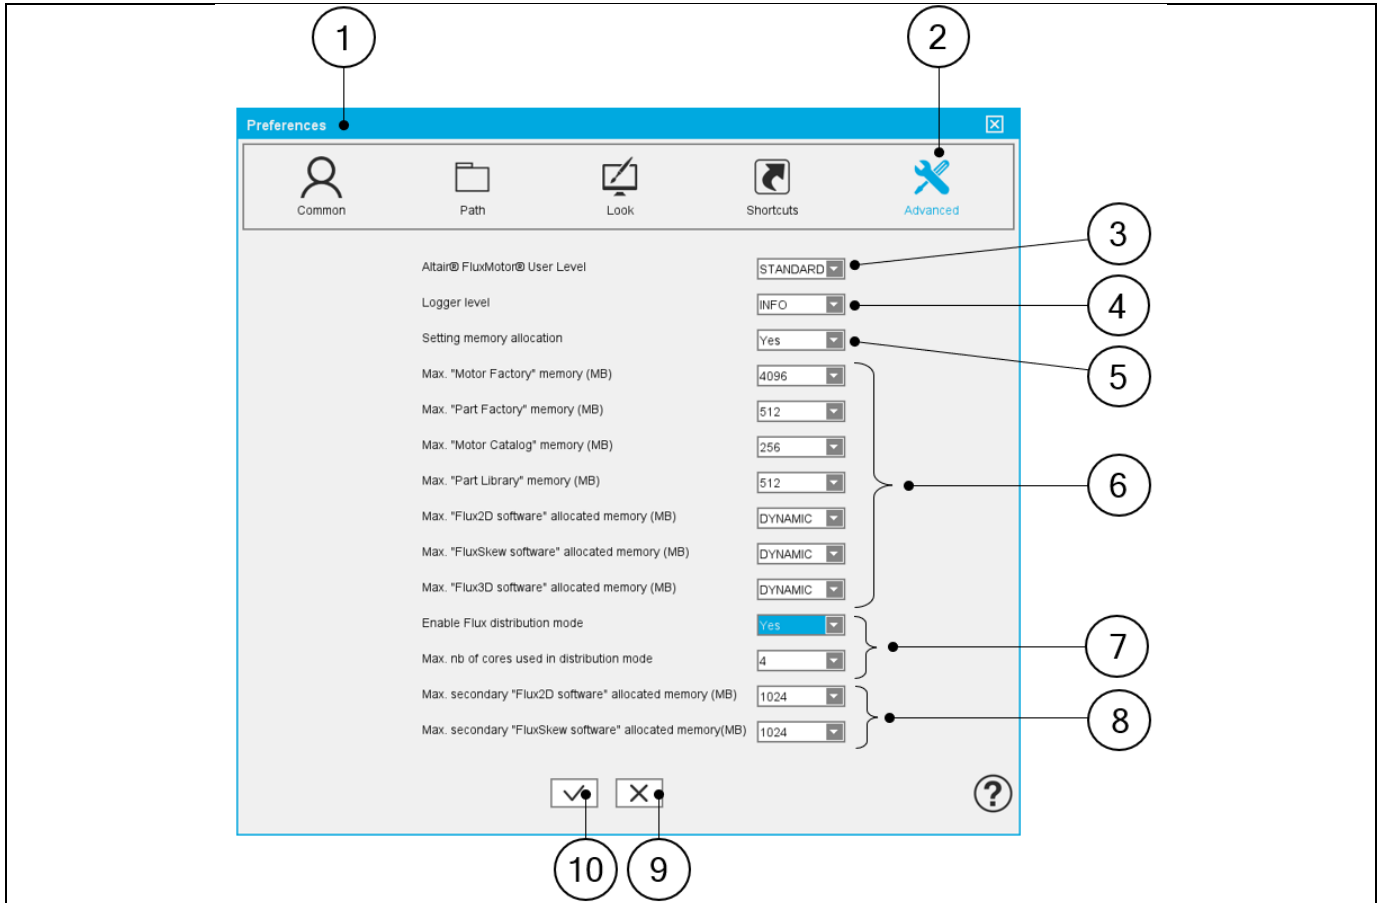 1
2
Preferences
Common
Path
Look
Shortcuts
Advanced
Altair® FluxMotor® User Level
STANDARD
3
Logger level
INFO
4
Setting memory allocation
Yes
5
Max. "Motor Factory" memory (MB)
4096
Max. "Part Factory" memory (MB)
512
Max. "Motor Catalog" memory (MB)
256
Max. "Part Library" memory (MB)
512
6
Max. "Flux2D software" allocated memory (MB)
DYNAMIC
Max. "FluxSkew software" allocated memory (MB)
DYNAMIC
Max. "Flux3D software" allocated memory (MB)
DYNAMIC
Enable Flux distribution mode
Yes
7
Max. nb of cores used in distribution mode
4
Max. secondary "Flux2D software" allocated memory (MB)
1024
8
Max. secondary "FluxSkew software" allocated memory(MB)
1024
?
10
9